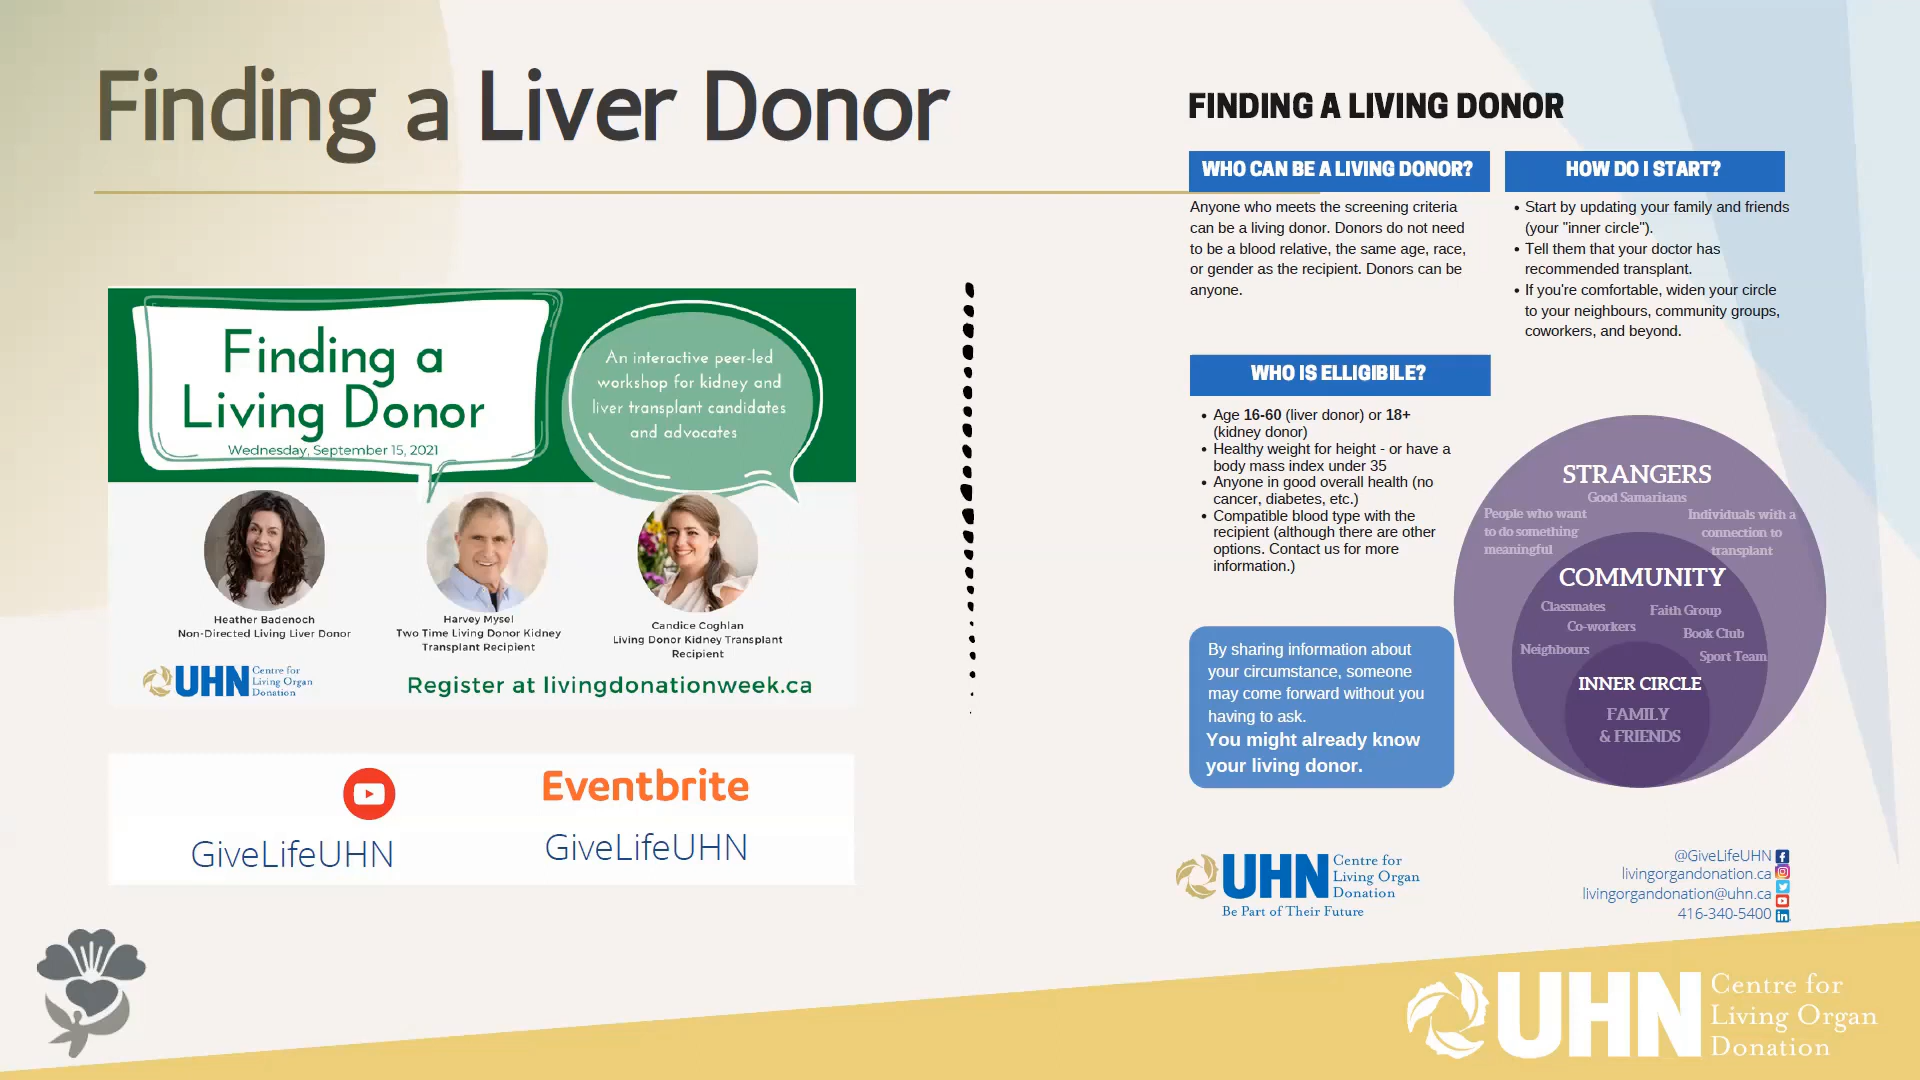 Finding a Liver Donor
Finding a
Living Donor
Wednesday, September 15, 2021
An interactive peer-led
workshop for kidney and
liver transplant candidates
and advocates
Heather Badenoch
Non-Directed Living Liver Donor
Harvey Mysel
Two Time Living Donor Kidney
Transplant Recipient
Candice Coghlan
Living Donor Kidney Transplant
Recipient
UHN Centre for
Living Organ
Donation
Register at livingdonationweek.ca
GiveLifeUHN
Eventbrite
GiveLifeUHN
FINDING A LIVING DONOR
WHO CAN BE A LIVING DONOR?
Anyone who meets the screening criteria
can be a living donor. Donors do not need
to be a blood relative, the same age, race,
or gender as the recipient. Donors can be
anyone.
HOW DO I START?
• Start by updating your family and friends
(your "inner circle").
• Tell them that your doctor has
recommended transplant.
• If you're comfortable, widen your circle
to your neighbours, community groups,
coworkers, and beyond.
WHO IS ELLIGIBILE?
• Age 16-60 (liver donor) or 18+
(kidney donor)
• Healthy weight for height - or have a
body mass index under 35
• Anyone in good overall health (no
cancer, diabetes, etc.)
• Compatible blood type with the
recipient (although there are other
options. Contact us for more
information.)
By sharing information about
your circumstance, someone
may come forward without you
having to ask.
You might already know
your living donor.
STRANGERS
Good Samaritans
People who want
to do something
meaningful
Individuals with a
connection to
transplant
COMMUNITY
Classmates
Faith Group
Co-workers
Book Club
Neighbours
Sport Team
INNER CIRCLE
FAMILY
& FRIENDS
UHN Centre for
Living Organ
Donation
Be Part of Their Future
@GiveLifeUHN
livingorgandonation.ca
livingorgandonation@uhn.ca
416-340-5400
UHN Centre for
Living Organ
Donation